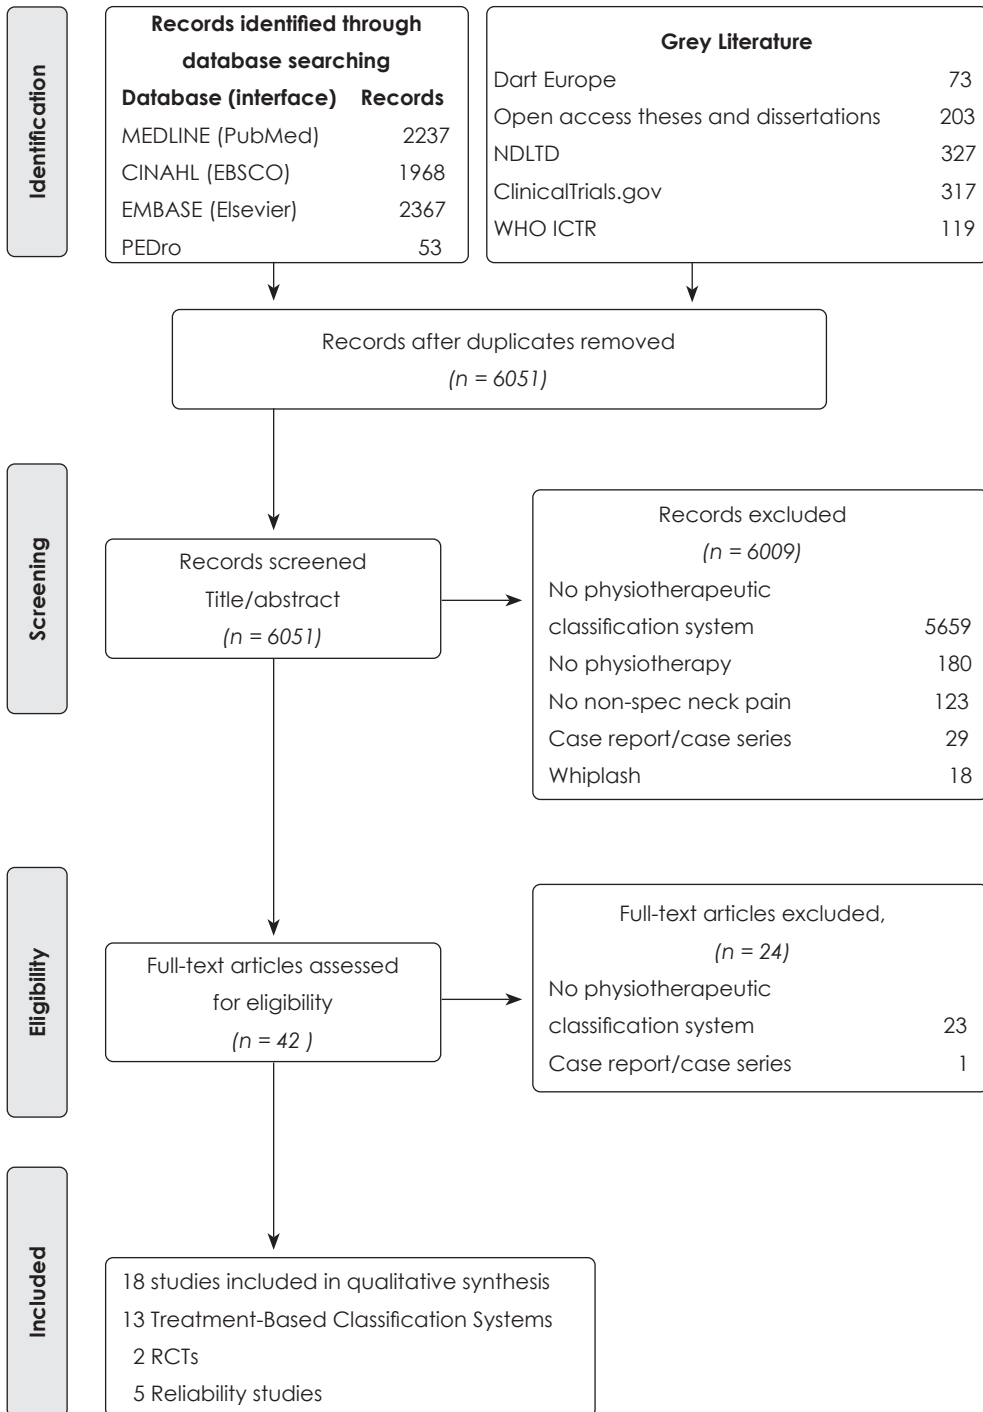 Identification
Records identified through
database searching
Database (interface) Records
MEDLINE (PubMed) 2237
CINAHL (EBSCO) 1968
EMBASE (Elsevier) 2367
PEDro 53
Grey Literature
Dart Europe 73
Open access theses and dissertations 203
NDLTD 327
ClinicalTrials.gov 317
WHO ICTR 119
Records after duplicates removed
(n = 6051)
Screening
Records screened
Title/abstract
(n = 6051)
Records excluded
(n = 6009)
No physiotherapeutic
classification system 5659
No physiotherapy 180
No non-spec neck pain 123
Case report/case series 29
Whiplash 18
Eligibility
Full-text articles assessed
for eligibility
(n = 42 )
Full-text articles excluded,
(n = 24)
No physiotherapeutic
classification system 23
Case report/case series 1
Included
18 studies included in qualitative synthesis
13 Treatment-Based Classification Systems
2 RCTs
5 Reliability studies